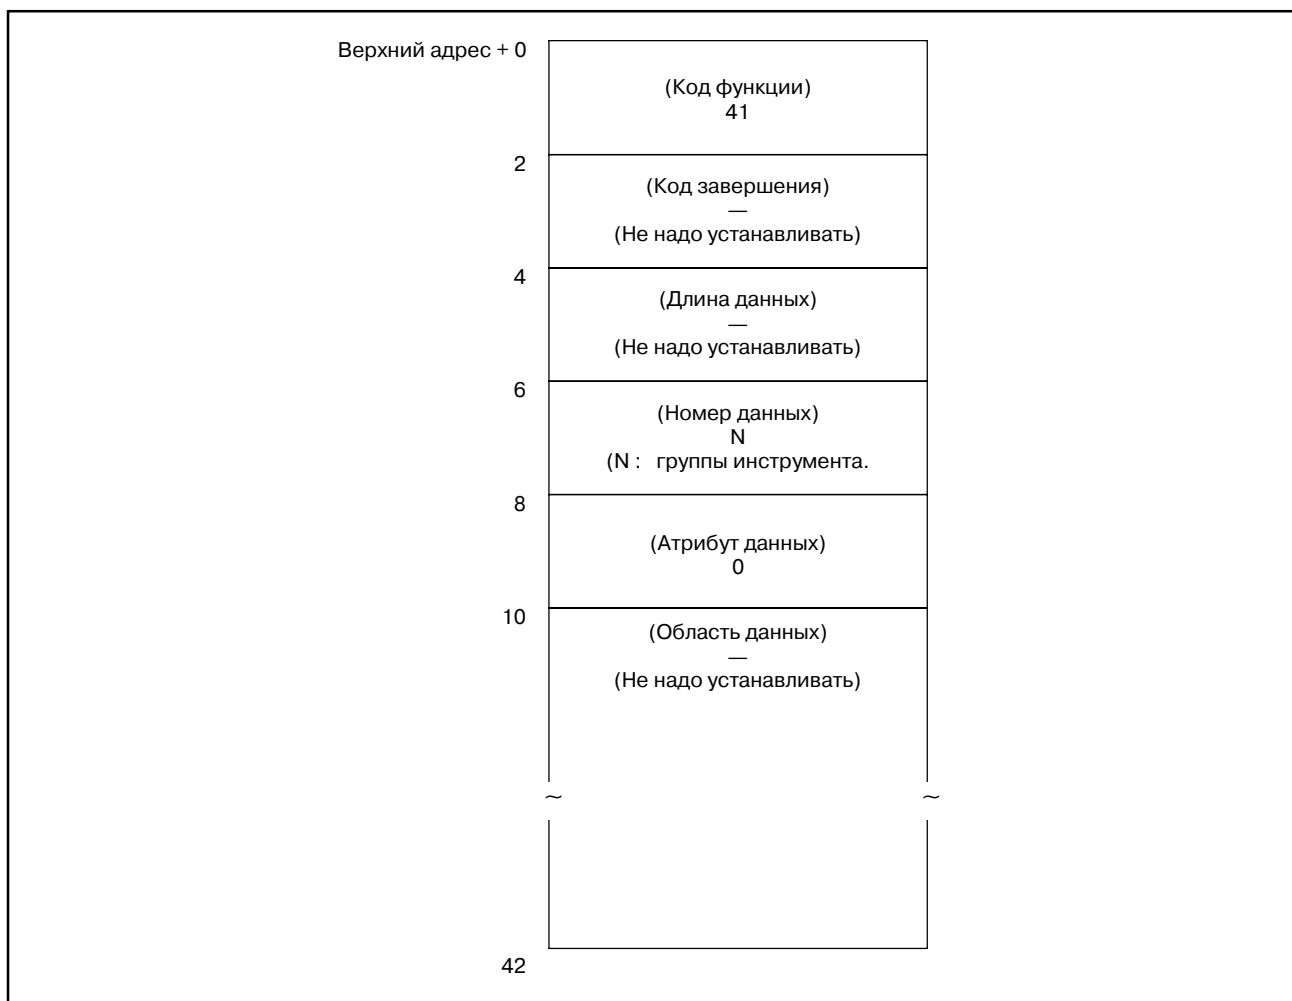 Верхний адрес + 0
(Код функции)
41
2
(Код завершения)
—
(Не надо устанавливать)
4
(Длина данных)
—
(Не надо устанавливать)
6
(Номер данных)
N
(N : группы инструмента.
8
(Атрибут данных)
0
10
(Область данных)
—
(Не надо устанавливать)
~ ~
42